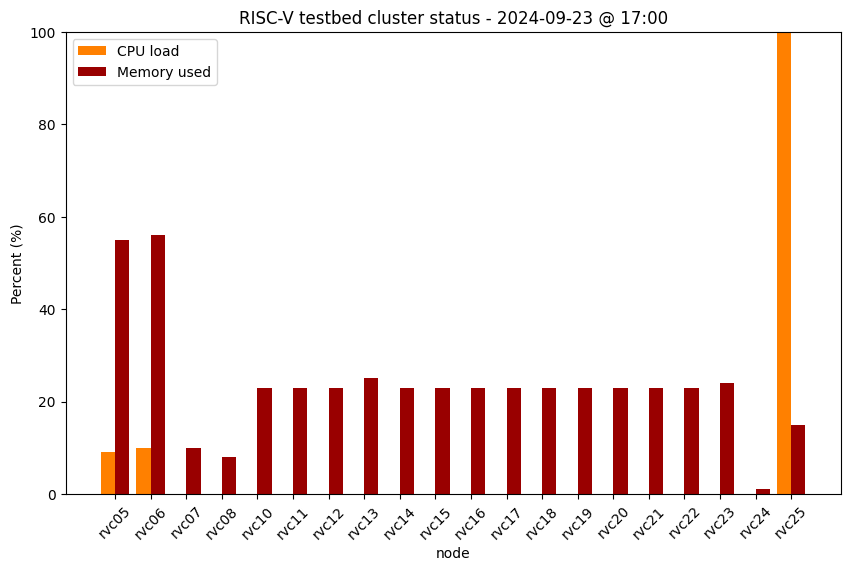 RISC-V testbed cluster status - 2024-09-23 @ 17:00
CPU load
Memory used
Percent (%)
100
80
60
40
20
0
rvc05
rvc06
rvc07
rvc08
rvc10
rvc11
rvc12
rvc13
rvc14
rvc15
rvc16
rvc17
rvc18
rvc19
rvc20
rvc21
rvc22
rvc23
rvc24
rvc25
node